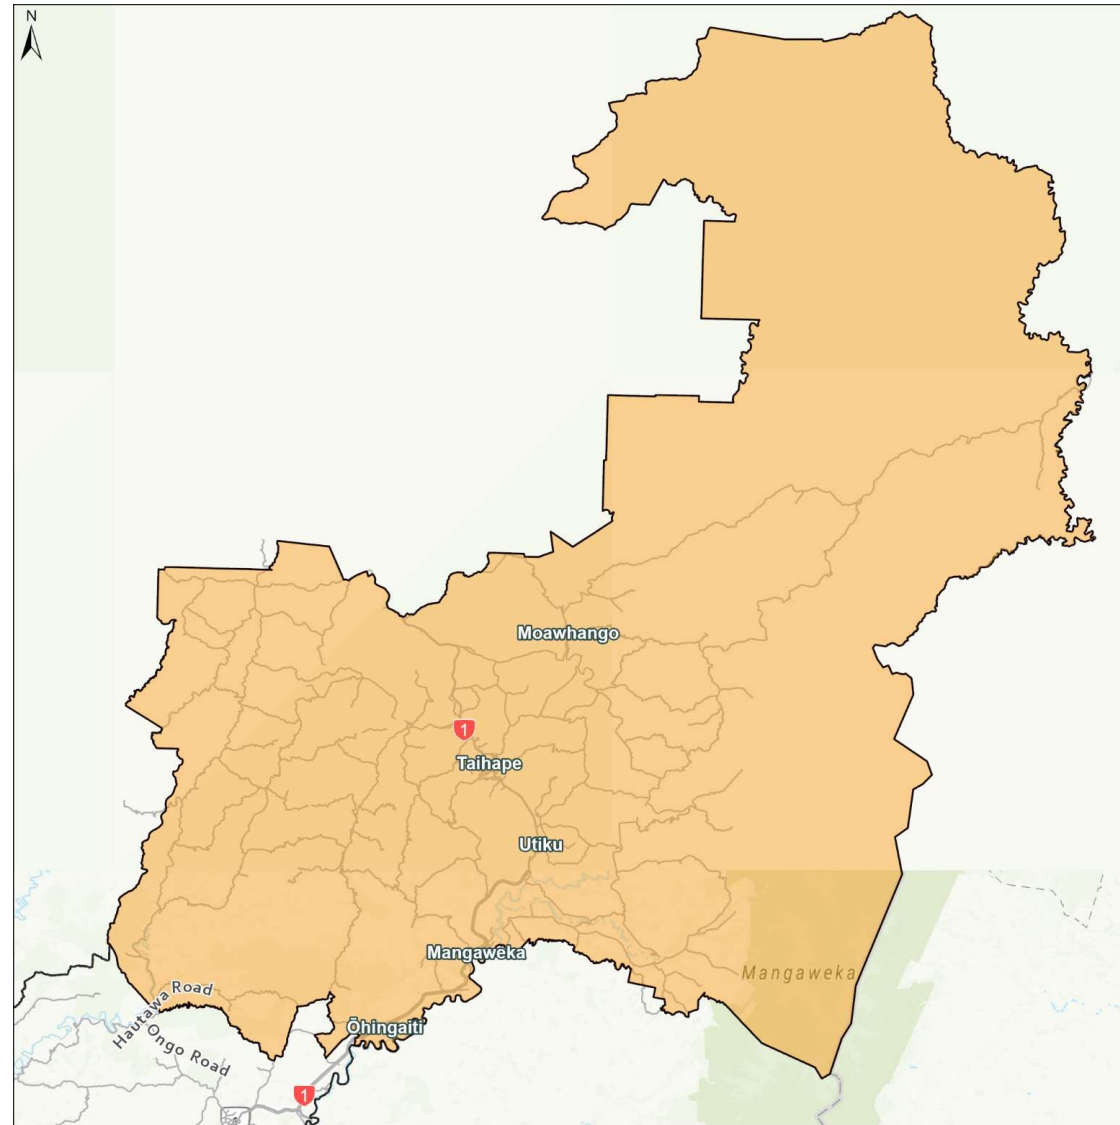 N
Moawhango
1
Taihape
Utiku
Mangawēka
Mangaweka
Hautawa Road
Ōhingaiti
Ongo Road
1